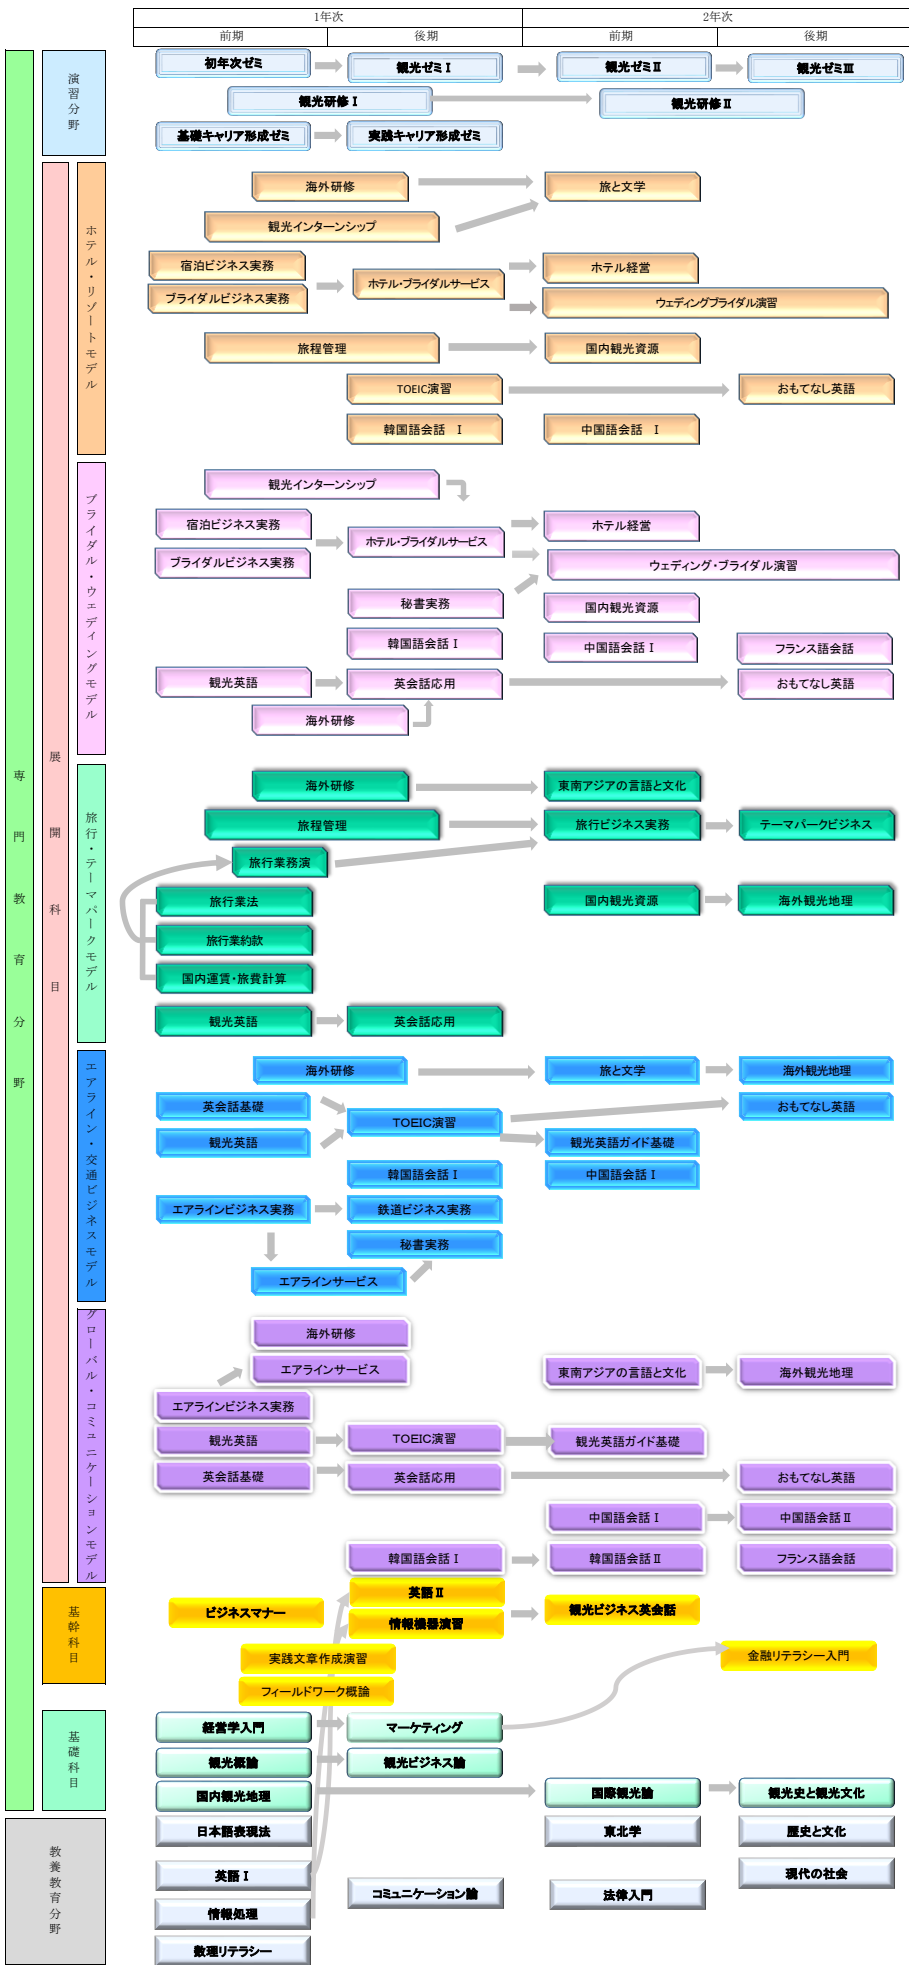 1年次
2年次
前期
後期
前期
後期
専門教育分野
演習分野
初年次ゼミ
観光ゼミⅠ
観光ゼミⅡ
観光ゼミⅢ
観光研修Ⅰ
観光研修Ⅱ
基礎キャリア形成ゼミ
実践キャリア形成ゼミ
展開科目
ホテル・リゾートモデル
海外研修
旅と文学
観光インターンシップ
宿泊ビジネス実務
ホテル経営
ブライダルビジネス実務
ホテル・ブライダルサービス
ウェディングブライダル演習
旅程管理
国内観光資源
TOEIC演習
おもてなし英語
韓国語会話　Ⅰ
中国語会話　Ⅰ
ブライダル・ウェディングモデル
観光インターンシップ
宿泊ビジネス実務
ホテル経営
ホテル・ブライダルサービス
ブライダルビジネス実務
ウェディング・ブライダル演習
秘書実務
国内観光資源
韓国語会話Ⅰ
中国語会話Ⅰ
フランス語会話
観光英語
英会話応用
おもてなし英語
海外研修
旅行・テーマパークモデル
海外研修
東南アジアの言語と文化
旅程管理
旅行ビジネス実務
テーマパークビジネス
旅行業務演
旅行業法
国内観光資源
海外観光地理
旅行業約款
国内運賃・旅費計算
観光英語
英会話応用
エアライン・交通ビジネスモデル
海外研修
旅と文学
海外観光地理
英会話基礎
おもてなし英語
TOEIC演習
観光英語
観光英語ガイド基礎
韓国語会話Ⅰ
中国語会話Ⅰ
エアラインビジネス実務
鉄道ビジネス実務
秘書実務
エアラインサービス
グローバル・コミュニケーションモデル
海外研修
エアラインサービス
東南アジアの言語と文化
海外観光地理
エアラインビジネス実務
観光英語
TOEIC演習
観光英語ガイド基礎
英会話基礎
英会話応用
おもてなし英語
中国語会話Ⅰ
中国語会話Ⅱ
韓国語会話Ⅰ
韓国語会話Ⅱ
フランス語会話
基幹科目
英語Ⅱ
ビジネスマナー
観光ビジネス英会話
情報機器演習
実践文章作成演習
金融リテラシー入門
フィールドワーク概論
基礎科目
経営学入門
マーケティング
観光概論
観光ビジネス論
国内観光地理
国際観光論
観光史と観光文化
教養教育分野
日本語表現法
東北学
歴史と文化
英語Ⅰ
現代の社会
コミュニケーション論
法律入門
情報処理
数理リテラシー